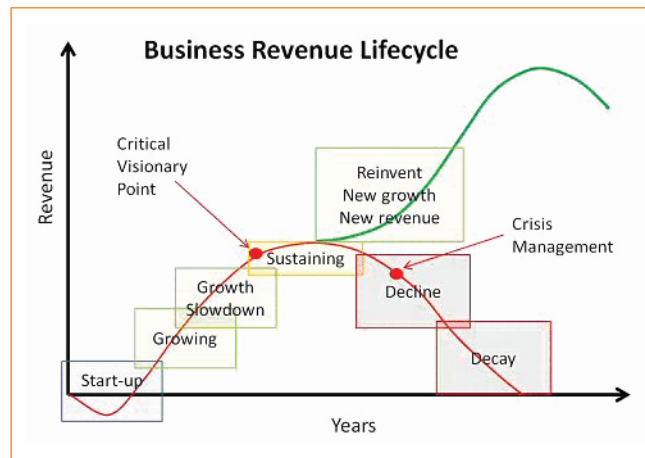 Business Revenue Lifecycle
Critical
Visionary
Point
Revenue
Reinvent
New growth
New revenue
Crisis
Management
Sustaining
Growth
Slowdown
Decline
Growing
Decay
Start-up
Years